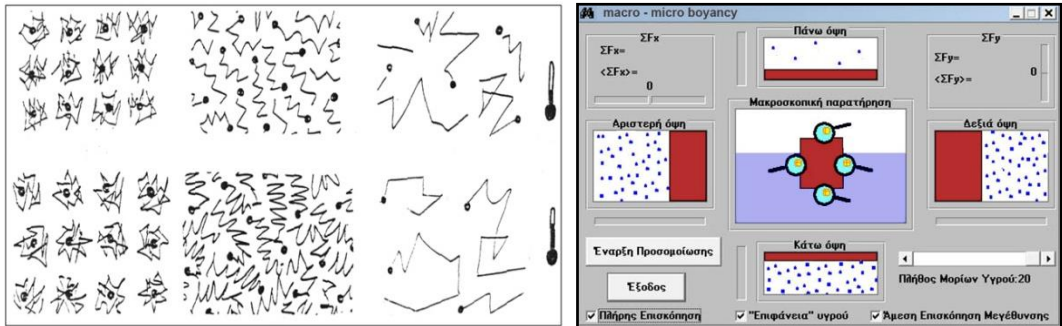 macro - micro boyancy
ΣFx
ΣFx=
<ΣFx>=
0
Πάνω όψη
ΣFy
ΣFy=
<ΣFy>=
0
Μακροσκοπική παρατήρηση
Αριστερή όψη
Δεξιά όψη
Έναρξη Προσομοίωσης
Κάτω όψη
Έξοδος
Πλήθος Μορίων Υγρού:20
Πλήρης Επισκόπηση
"Επιφάνεια" υγρού
Άμεση Επισκόπηση Μεγέθυνσης